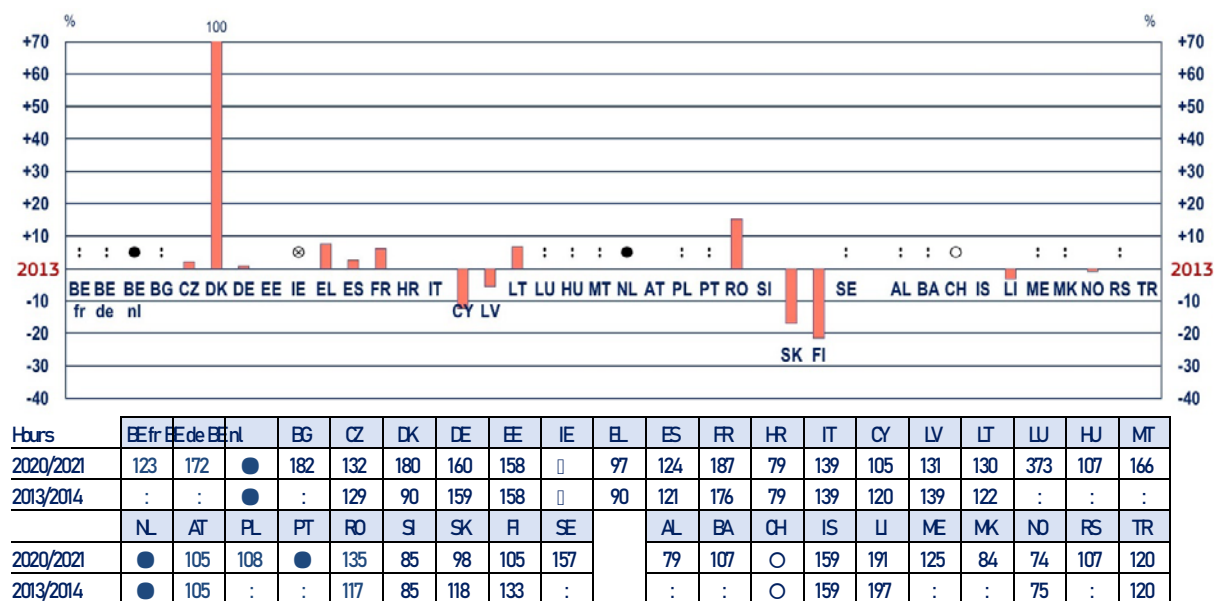 % 100 %
+70 +70
+60 +60
+50 +50
+40 +40
+30 +30
+20 +20
+10 +10
: : ● : ⊗ : : : ● : : : : : ○ : : :
2013 2013
BE fr BE de BE nl BG CZ DK DE EE IE EL ES FR HR IT CY LV LT LU HU MT NL AT PL PT RO SI SK FI SE AL BA CH IS LI ME MK NO RS TR
-10 -10
-20 -20
-30 -30
-40 -40
Hours BE fr BE de BE nl BG CZ DK DE EE IE EL ES FR HR IT CY LV LT LU HU MT
2020/2021 123 172 ● 182 132 180 160 158 ▯ 97 124 187 79 139 105 131 130 373 107 166
2013/2014 : : ● : 129 90 159 158 ▯ 90 121 176 79 139 120 139 122 : : :
NL AT PL PT RO SI SK FI SE AL BA CH IS LI ME MK NO RS TR
2020/2021 ● 105 108 ● 135 85 98 105 157 79 107 ○ 159 191 125 84 74 107 120
2013/2014 ● 105 : : 117 85 118 133 : : : ○ 159 197 : : 75 : 120